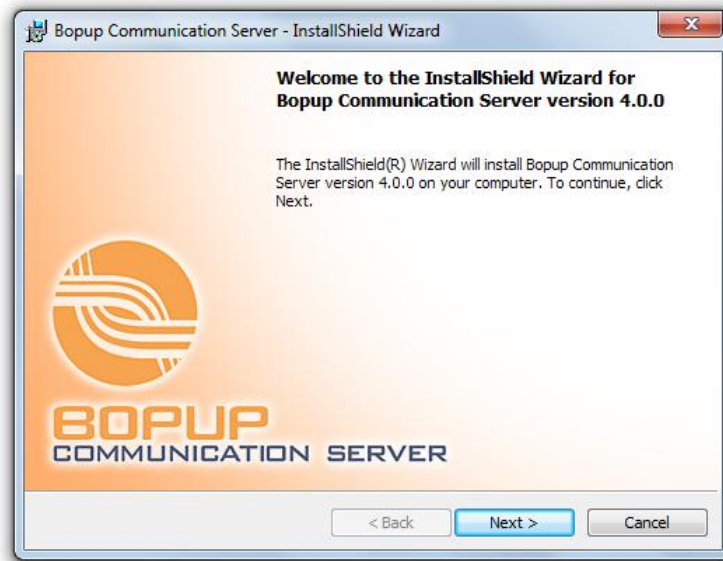 Bopup Communication Server - InstallShield Wizard
Welcome to the InstallShield Wizard for
Bopup Communication Server version 4.0.0
The InstallShield(R) Wizard will install Bopup Communication
Server version 4.0.0 on your computer. To continue, click
Next.
BOPUP
COMMUNICATION SERVER
< Back
Next >
Cancel